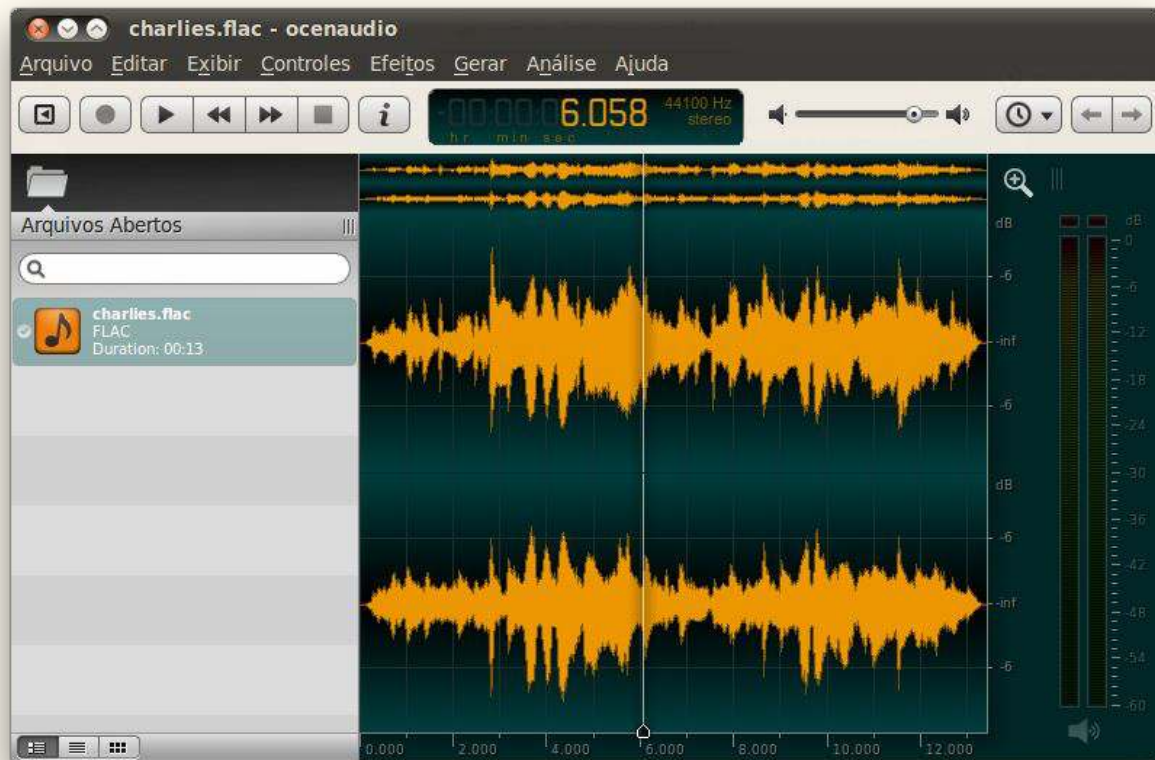 charlies.flac - ocenaudio
Arquivo Editar Exibir Controles Efeitos Gerar Análise Ajuda
-00:00:06.058
44100 Hz
stereo
hr min sec
Arquivos Abertos
charlies.flac
FLAC
Duration: 00:13
dB
-6
-inf
-6
dB
-6
-inf
-6
0.000 2.000 4.000 6.000 8.000 10.000 12.000
dB
0
-6
-12
-18
-24
-30
-36
-42
-48
-54
-60